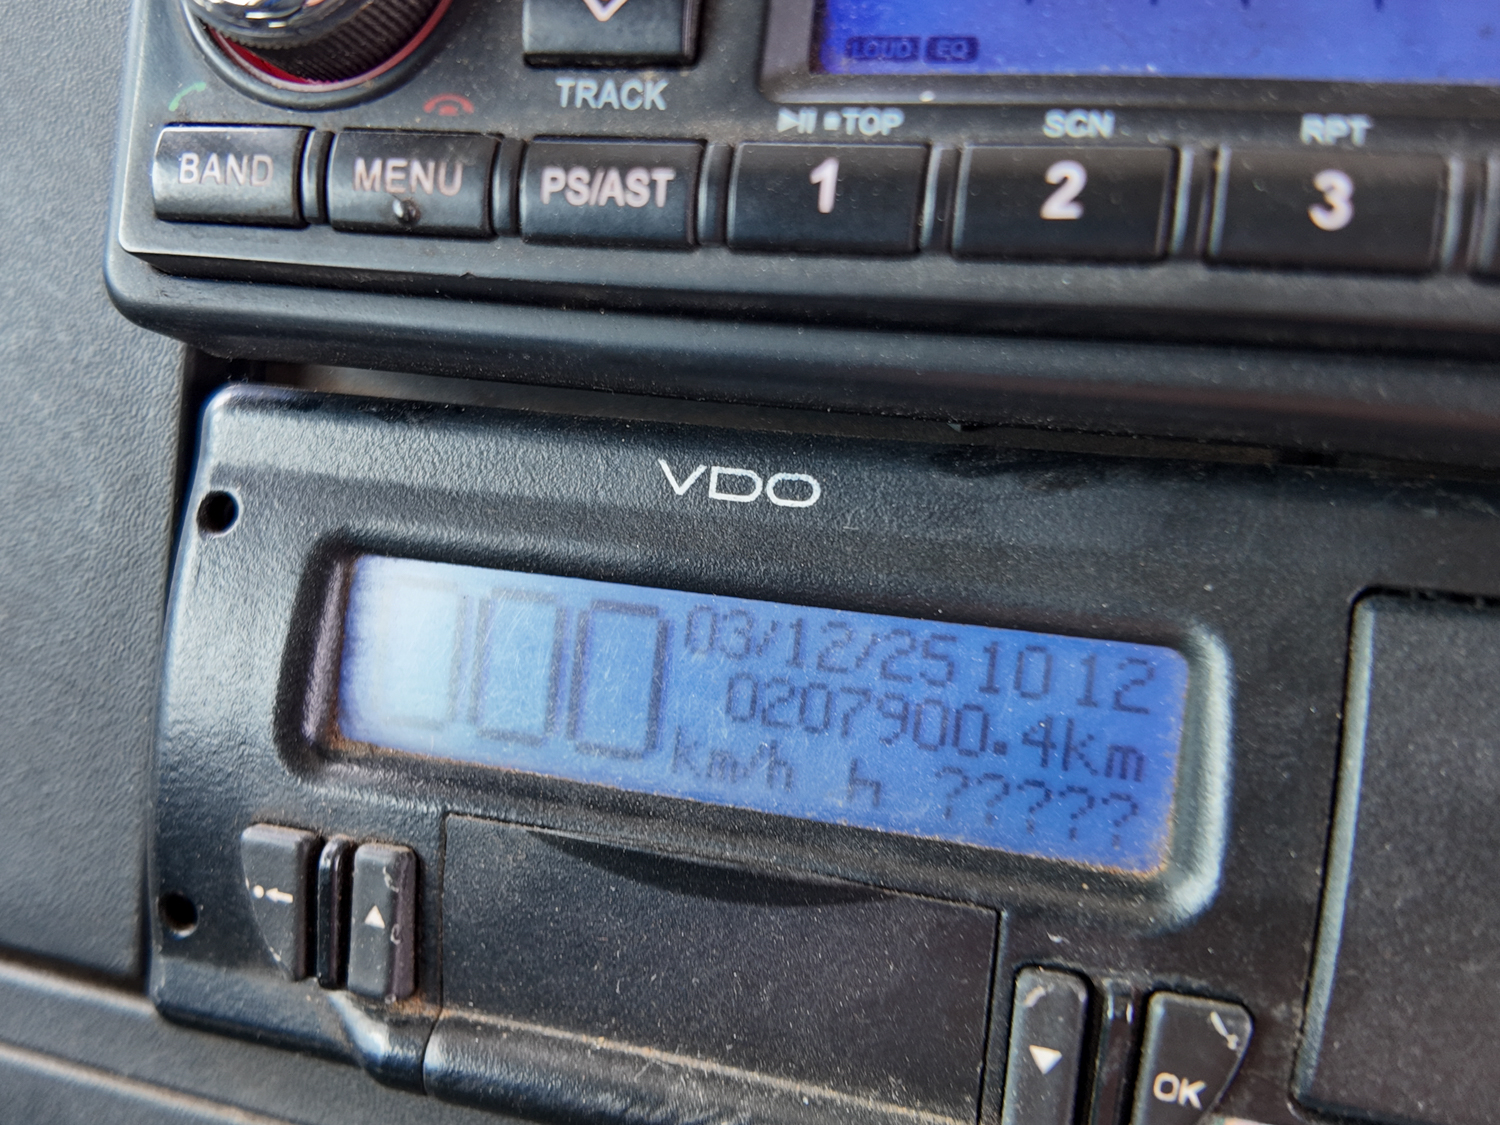 LOUD EQ
TRACK
TOP SCN RPT
BAND MENU PS/AST 1 2 3
VDO
000 03/12/25 10 12
0207900.4km
km/h h ?????
OK